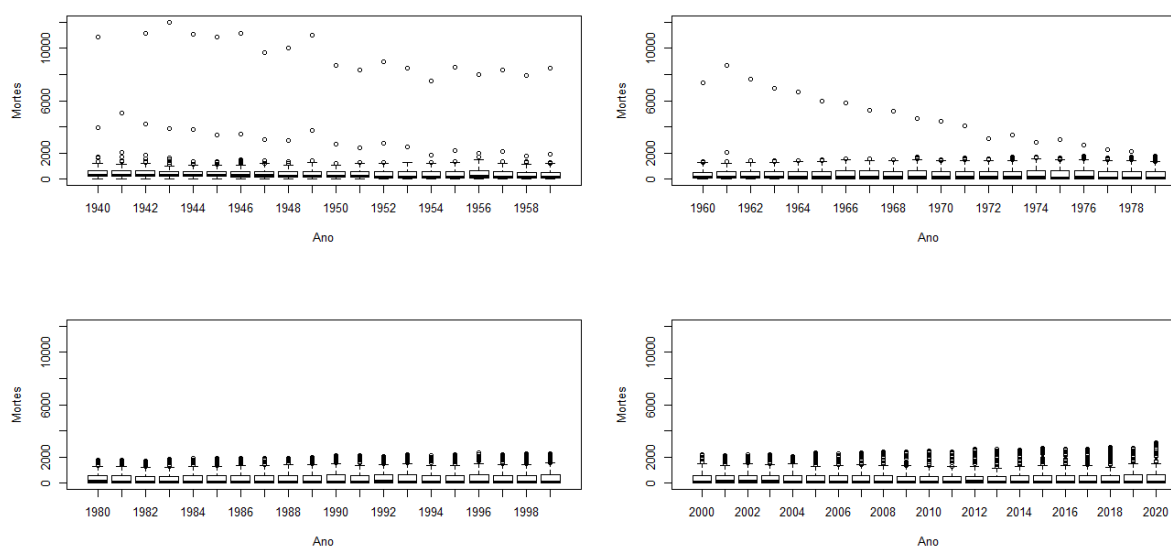 Mortes
0 2000 6000 10000
1940 1942 1944 1946 1948 1950 1952 1954 1956 1958
Ano
Mortes
0 2000 6000 10000
1960 1962 1964 1966 1968 1970 1972 1974 1976 1978
Ano
Mortes
0 2000 6000 10000
1980 1982 1984 1986 1988 1990 1992 1994 1996 1998
Ano
Mortes
0 2000 6000 10000
2000 2002 2004 2006 2008 2010 2012 2014 2016 2018 2020
Ano